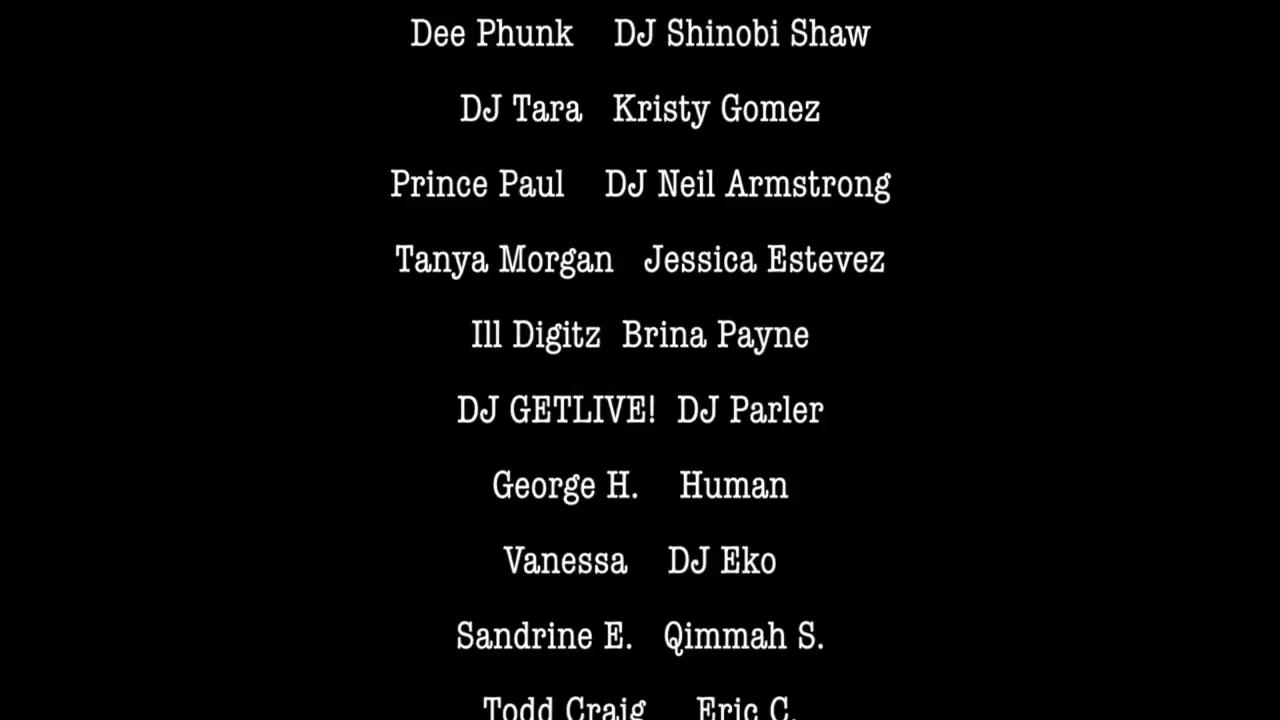 Dee Phunk DJ Shinobi Shaw
DJ Tara Kristy Gomez
Prince Paul DJ Neil Armstrong
Tanya Morgan Jessica Estevez
Ill Digitz Brina Payne
DJ GETLIVE! DJ Parler
George H. Human
Vanessa DJ Eko
Sandrine E. Qimmah S.
Todd Craig Eric C.